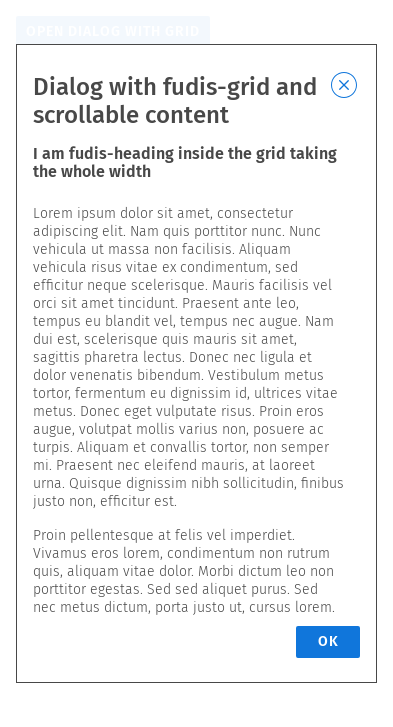 OPEN DIALOG WITH GRID
Dialog with fudis-grid and
scrollable content
I am fudis-heading inside the grid taking
the whole width
Lorem ipsum dolor sit amet, consectetur
adipiscing elit. Nam quis porttitor nunc. Nunc
vehicula ut massa non facilisis. Aliquam
vehicula risus vitae ex condimentum, sed
efficitur neque scelerisque. Mauris facilisis vel
orci sit amet tincidunt. Praesent ante leo,
tempus eu blandit vel, tempus nec augue. Nam
dui est, scelerisque quis mauris sit amet,
sagittis pharetra lectus. Donec nec ligula et
dolor venenatis bibendum. Vestibulum metus
tortor, fermentum eu dignissim id, ultrices vitae
metus. Donec eget vulputate risus. Proin eros
augue, volutpat mollis varius non, posuere ac
turpis. Aliquam et convallis tortor, non semper
mi. Praesent nec eleifend mauris, at laoreet
urna. Quisque dignissim nibh sollicitudin, finibus
justo non, efficitur est.
Proin pellentesque at felis vel imperdiet.
Vivamus eros lorem, condimentum non rutrum
quis, aliquam vitae dolor. Morbi dictum leo non
porttitor egestas. Sed sed aliquet purus. Sed
nec metus dictum, porta justo ut, cursus lorem.
OK